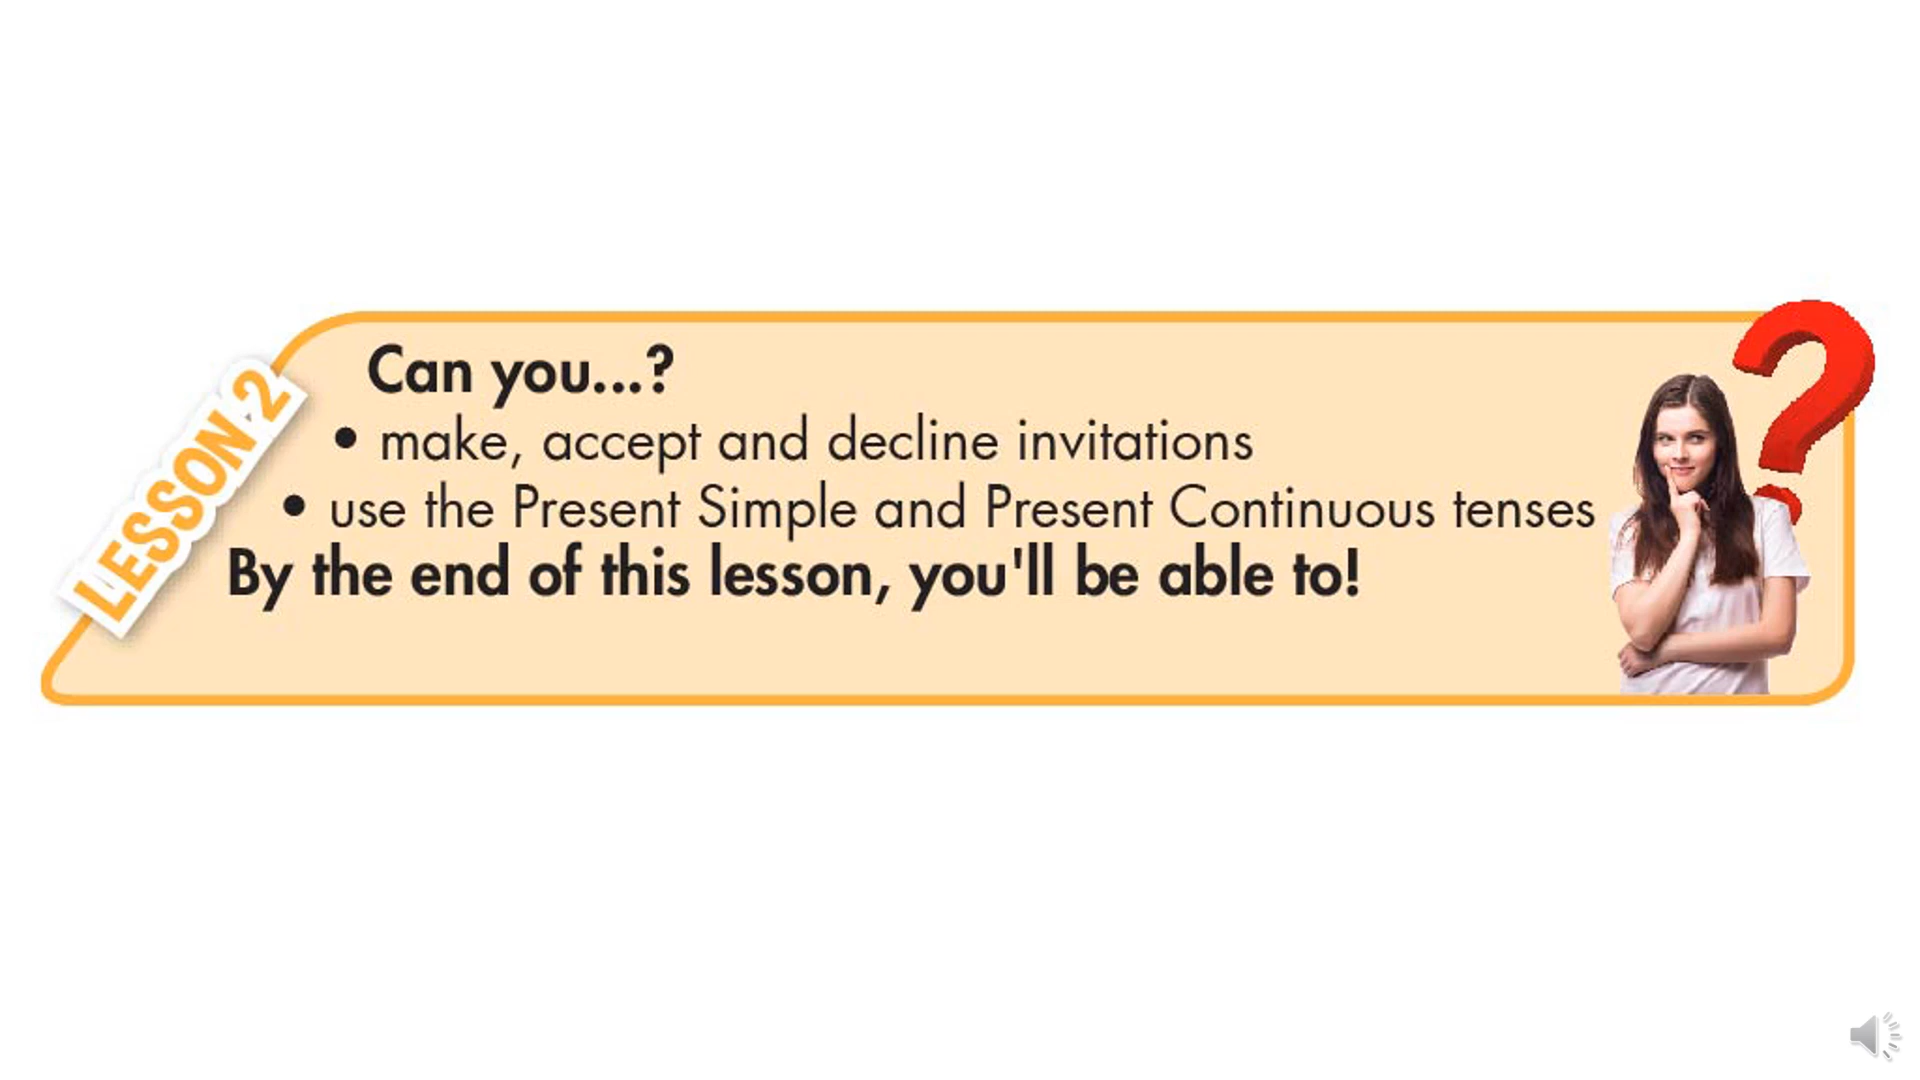 LESSON 2
Can you...?
• make, accept and decline invitations
• use the Present Simple and Present Continuous tenses
By the end of this lesson, you'll be able to!